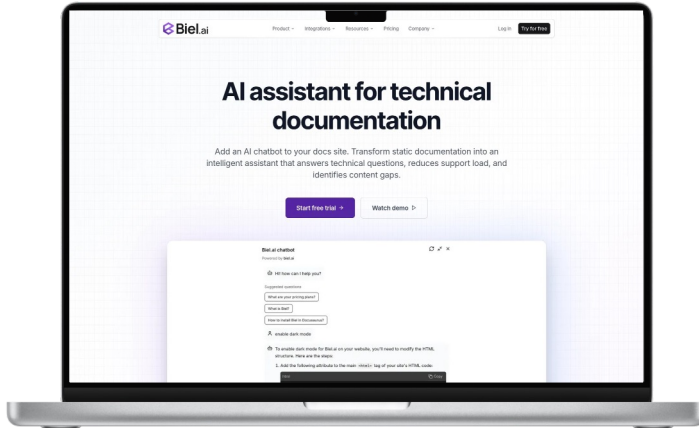 Biel.ai
Product Integrations Resources Pricing Company Log in Try for free
AI assistant for technical
documentation
Add an AI chatbot to your docs site. Transform static documentation into an
intelligent assistant that answers technical questions, reduces support load, and
identifies content gaps.
Start free trial → Watch demo
Biel.ai chatbot
Powered by Biel.ai
Hi! how can I help you?
Suggested questions
What are your pricing plans?
What is Biel?
How to install Biel in Docusaurus?
enable dark mode
To enable dark mode for Biel.ai on your website, you'll need to modify the HTML
structure. Here are the steps:
1. Add the following attribute to the main <html> tag of your site's HTML code:
Copy